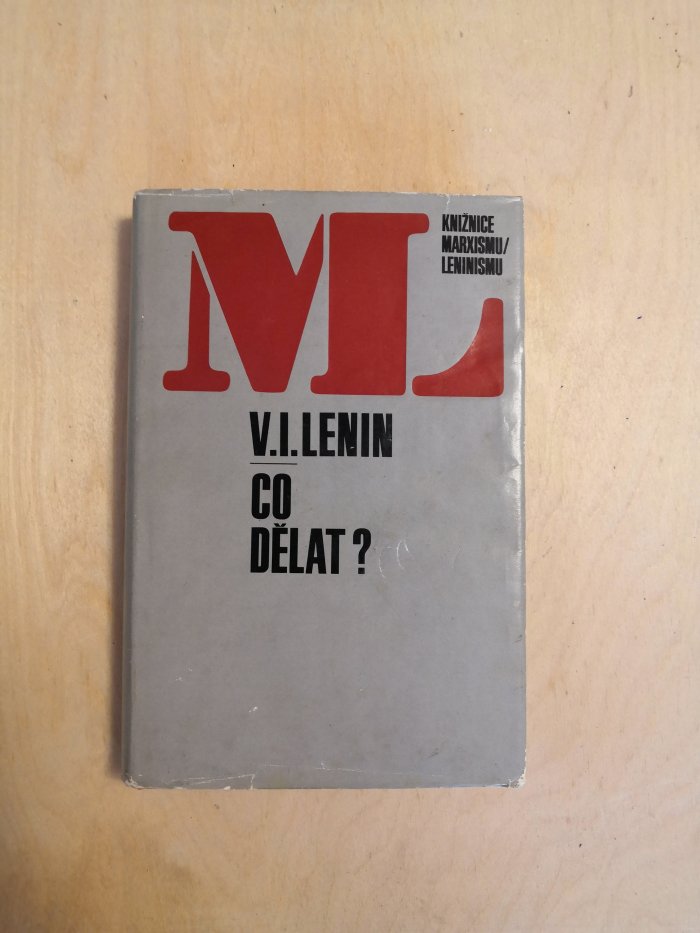 ML
KNIŽNICE
MARXISMU/
LENINISMU
V.I.LENIN
CO
DĚLAT?